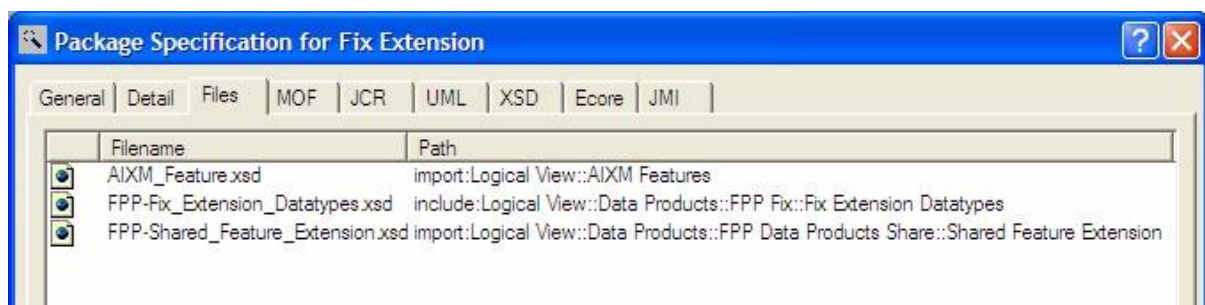 Package Specification for Fix Extension
General Detail Files MOF JCR UML XSD Ecore JMI
Filename Path
AIXM_Feature.xsd import:Logical View::AIXM Features
FPP-Fix_Extension_Datatypes.xsd include:Logical View::Data Products::FPP Fix::Fix Extension Datatypes
FPP-Shared_Feature_Extension.xsd import:Logical View::Data Products::FPP Data Products Share::Shared Feature Extension